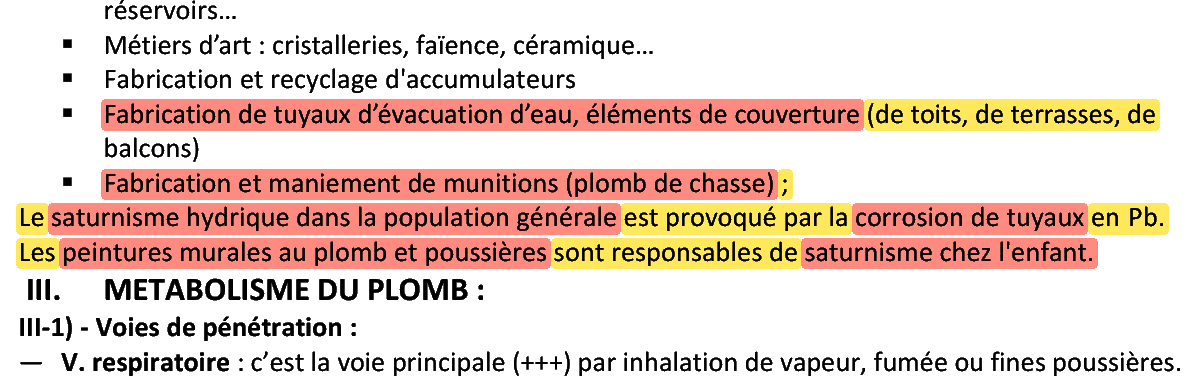 réservoirs…
▪ Métiers d’art : cristalleries, faïence, céramique…
▪ Fabrication et recyclage d'accumulateurs
▪ Fabrication de tuyaux d’évacuation d’eau, éléments de couverture (de toits, de terrasses, de
balcons)
▪ Fabrication et maniement de munitions (plomb de chasse) ;
Le saturnisme hydrique dans la population générale est provoqué par la corrosion de tuyaux en Pb.
Les peintures murales au plomb et poussières sont responsables de saturnisme chez l'enfant.
III. METABOLISME DU PLOMB :
III-1) - Voies de pénétration :
— V. respiratoire : c’est la voie principale (+++) par inhalation de vapeur, fumée ou fines poussières.